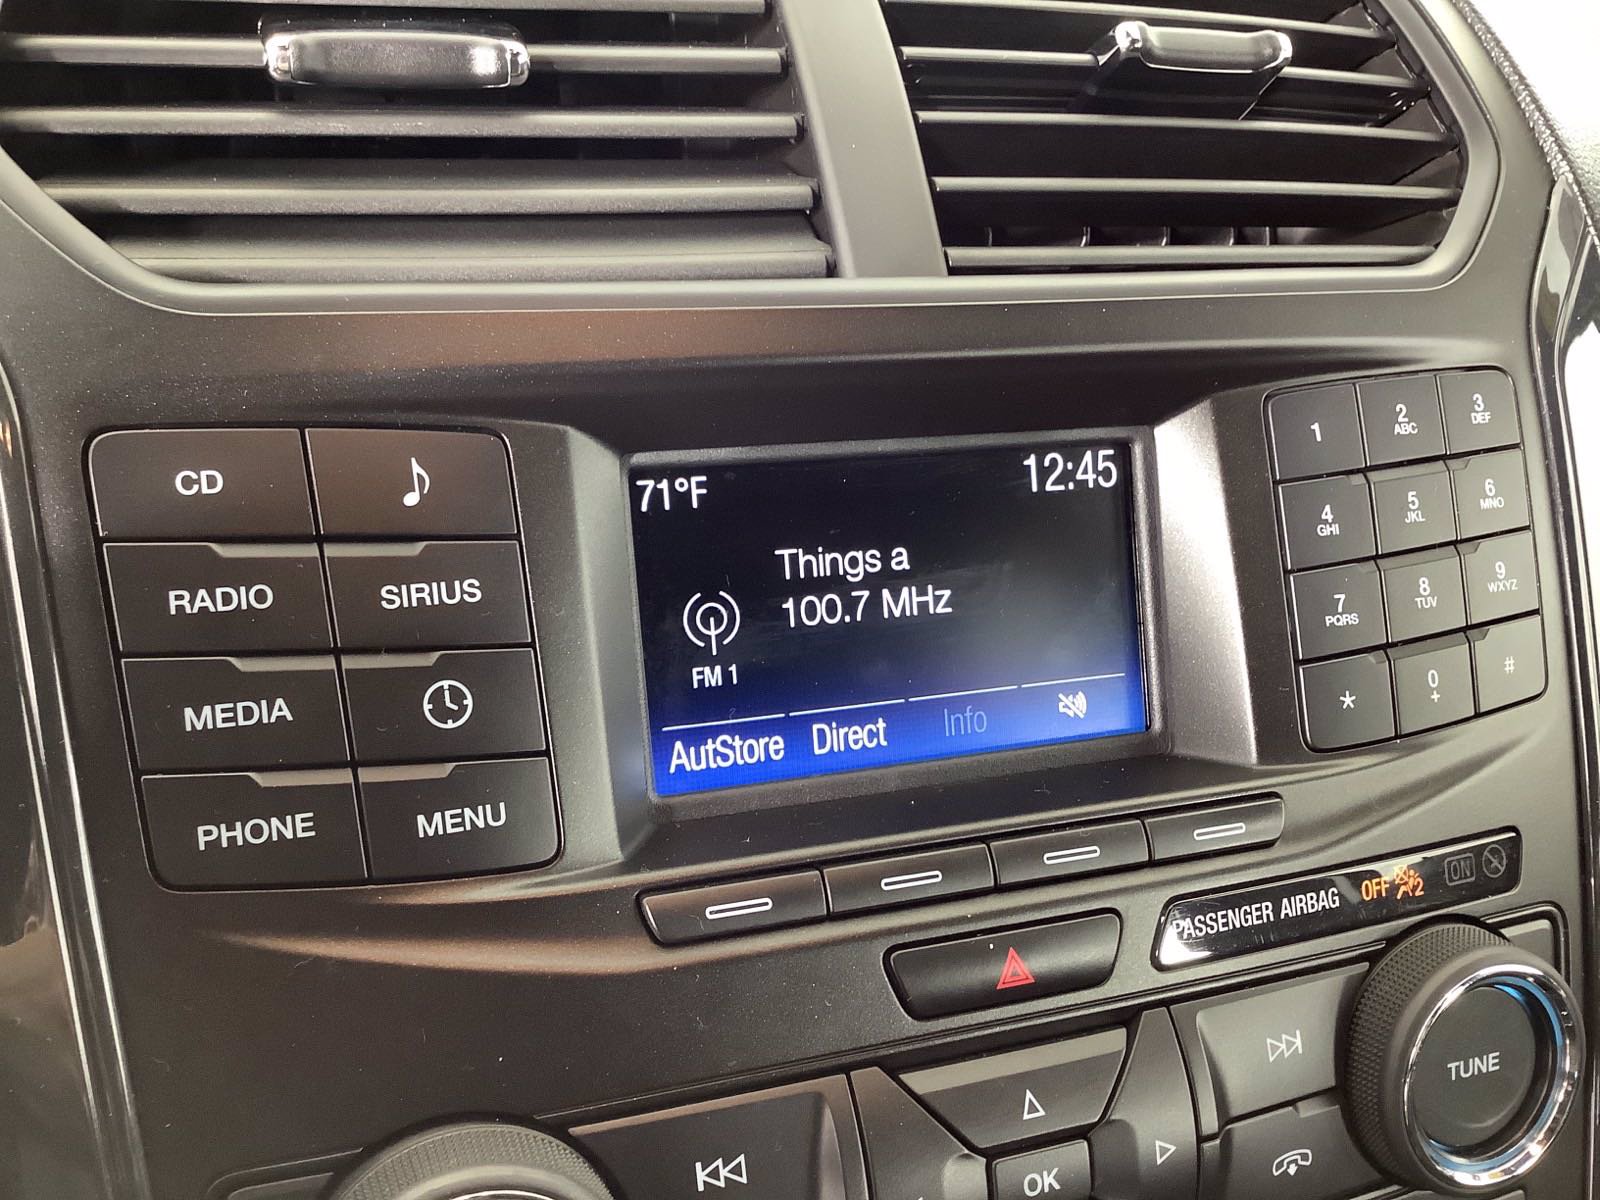 CD
RADIO
SIRIUS
MEDIA
PHONE
MENU
71°F
12:45
Things a
100.7 MHz
FM 1
AutStore
Direct
Info
1
2
ABC
3
DEF
4
GHI
5
JKL
6
MNO
7
PQRS
8
TUV
9
WXYZ
*
0
+
#
PASSENGER AIRBAG
OFF
2
ON
TUNE
OK